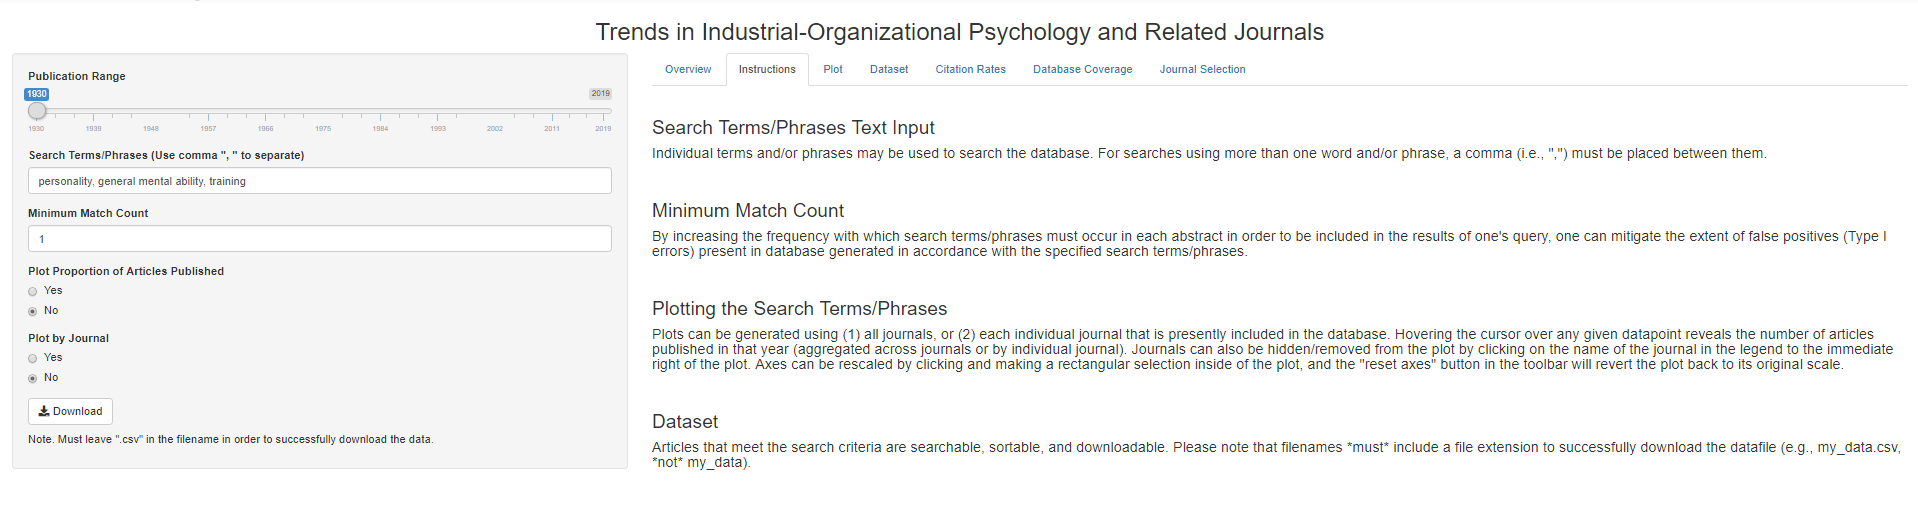 Trends in Industrial-Organizational Psychology and Related Journals
Publication Range
1930
2019
1930 1939 1948 1957 1966 1975 1984 1993 2002 2011 2019
Search Terms/Phrases (Use comma ", " to separate)
personality, general mental ability, training
Minimum Match Count
1
Plot Proportion of Articles Published
Yes
No
Plot by Journal
Yes
No
Download
Note. Must leave ".csv" in the filename in order to successfully download the data.
Overview Instructions Plot Dataset Citation Rates Database Coverage Journal Selection
Search Terms/Phrases Text Input
Individual terms and/or phrases may be used to search the database. For searches using more than one word and/or phrase, a comma (i.e., ",") must be placed between them.
Minimum Match Count
By increasing the frequency with which search terms/phrases must occur in each abstract in order to be included in the results of one's query, one can mitigate the extent of false positives (Type I
errors) present in database generated in accordance with the specified search terms/phrases.
Plotting the Search Terms/Phrases
Plots can be generated using (1) all journals, or (2) each individual journal that is presently included in the database. Hovering the cursor over any given datapoint reveals the number of articles
published in that year (aggregated across journals or by individual journal). Journals can also be hidden/removed from the plot by clicking on the name of the journal in the legend to the immediate
right of the plot. Axes can be rescaled by clicking and making a rectangular selection inside of the plot, and the "reset axes" button in the toolbar will revert the plot back to its original scale.
Dataset
Articles that meet the search criteria are searchable, sortable, and downloadable. Please note that filenames *must* include a file extension to successfully download the datafile (e.g., my_data.csv,
*not* my_data).